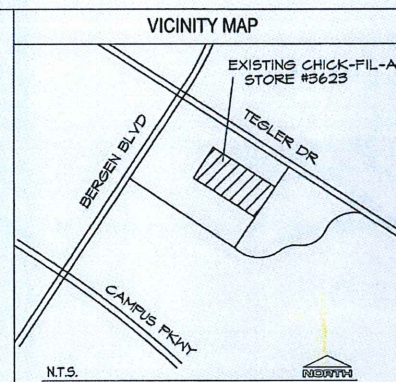 VICINITY MAP
EXISTING CHICK-FIL-A
STORE #3623
TEGLER DR
BERGEN BLVD
CAMPUS PKWY
N.T.S.
NORTH